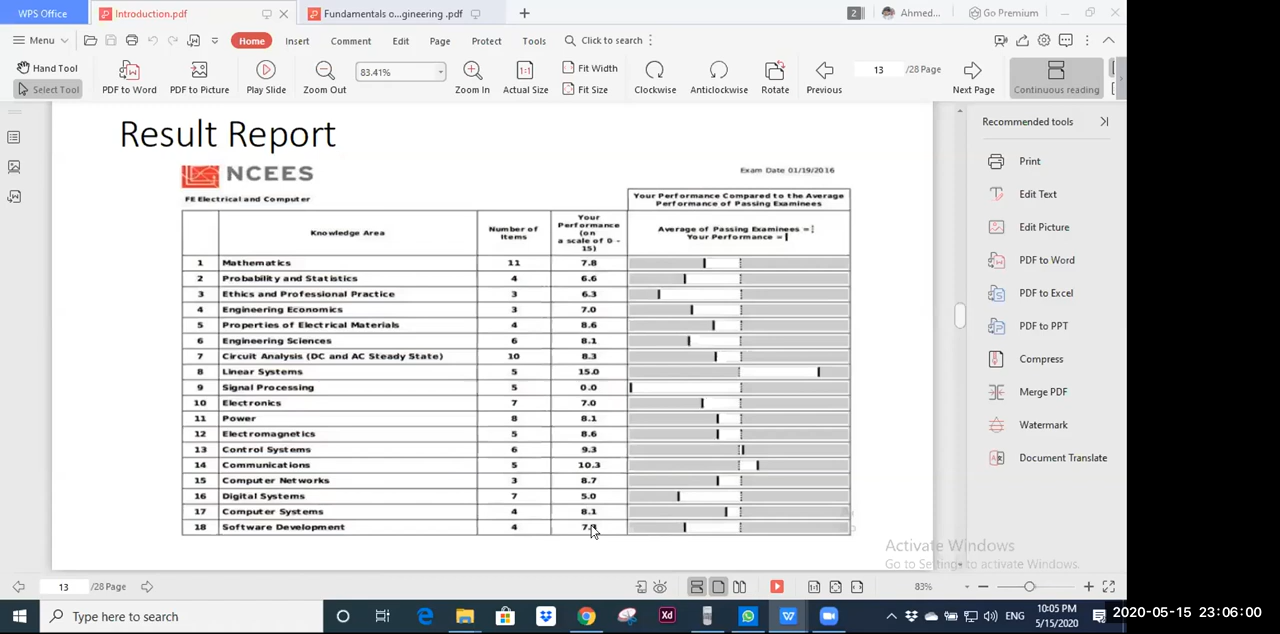 WPS Office
Introduction.pdf
Fundamentals o...gineering .pdf
2
Ahmed...
Go Premium
Menu
Home
Insert
Comment
Edit
Page
Protect
Tools
Click to search
Hand Tool
Select Tool
PDF to Word
PDF to Picture
Play Slide
Zoom Out
83.41%
Zoom In
Actual Size
Fit Width
Fit Size
Clockwise
Anticlockwise
Rotate
Previous
13
/28 Page
Next Page
Continuous reading
Result Report
NCEES
Exam Date 01/19/2016
FE Electrical and Computer
Your Performance Compared to the Average
Performance of Passing Examinees
Knowledge Area
Number of
Items
Your
Performance
(on
a scale of 0 -
15)
Average of Passing Examinees =
Your Performance =
1 Mathematics 11 7.8
2 Probability and Statistics 4 6.6
3 Ethics and Professional Practice 3 6.3
4 Engineering Economics 3 7.0
5 Properties of Electrical Materials 4 8.6
6 Engineering Sciences 6 8.1
7 Circuit Analysis (DC and AC Steady State) 10 8.3
8 Linear Systems 5 15.0
9 Signal Processing 5 0.0
10 Electronics 7 7.0
11 Power 8 8.1
12 Electromagnetics 5 8.6
13 Control Systems 6 9.3
14 Communications 5 10.3
15 Computer Networks 3 8.7
16 Digital Systems 7 5.0
17 Computer Systems 4 8.1
18 Software Development 4
Recommended tools
Print
Edit Text
Edit Picture
PDF to Word
PDF to Excel
PDF to PPT
Compress
Merge PDF
Watermark
Document Translate
Activate Windows
Go to Settings to activate Windows.
13
/28 Page
83%
Type here to search
ENG
10:05 PM
5/15/2020
2020-05-15 23:06:00